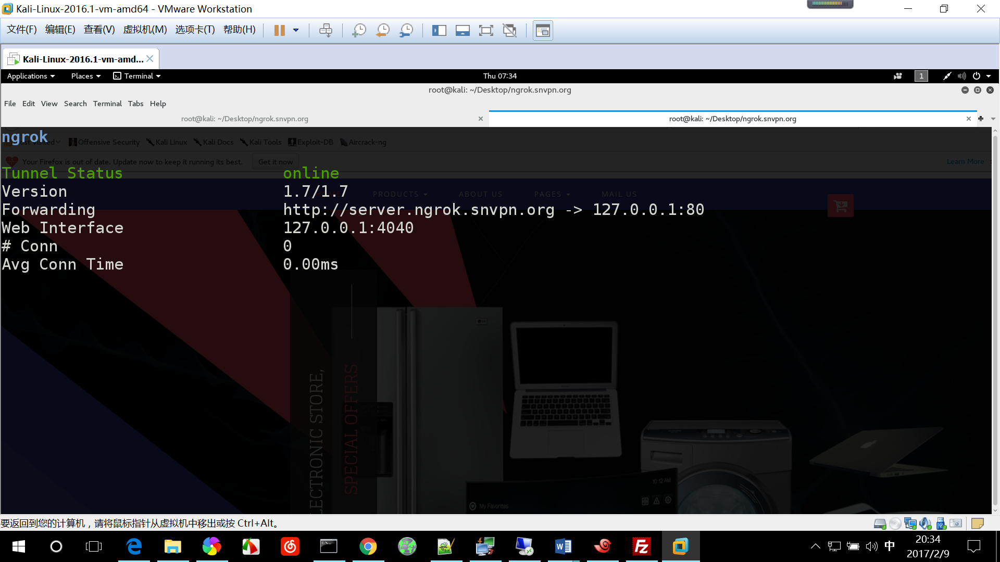 Kali-Linux-2016.1-vm-amd64 - VMware Workstation
文件(F) 编辑(E) 查看(V) 虚拟机(M) 选项卡(T) 帮助(H)
Kali-Linux-2016.1-vm-amd...
Applications Places Terminal Thu 07:34 1
root@kali: ~/Desktop/ngrok.snvpn.org
File Edit View Search Terminal Tabs Help
root@kali: ~/Desktop/ngrok.snvpn.org root@kali: ~/Desktop/ngrok.snvpn.org
ngrok
Offensive Security Kali Linux Kali Docs Kali Tools Exploit-DB Aircrack-ng
Your Firefox is out of date. Update now to keep it running its best. Get it now Learn More
Tunnel Status online
Version 1.7/1.7
PRODUCTS ABOUT US PAGES MAIL US
Forwarding http://server.ngrok.snvpn.org -> 127.0.0.1:80
Web Interface 127.0.0.1:4040
# Conn 0
Avg Conn Time 0.00ms
LECTRONIC STORE,
SPECIAL OFFERS
LG
10:12 AM
My Favorites
要返回到您的计算机，请将鼠标指针从虚拟机中移出或按 Ctrl+Alt。
中
20:34
2017/2/9